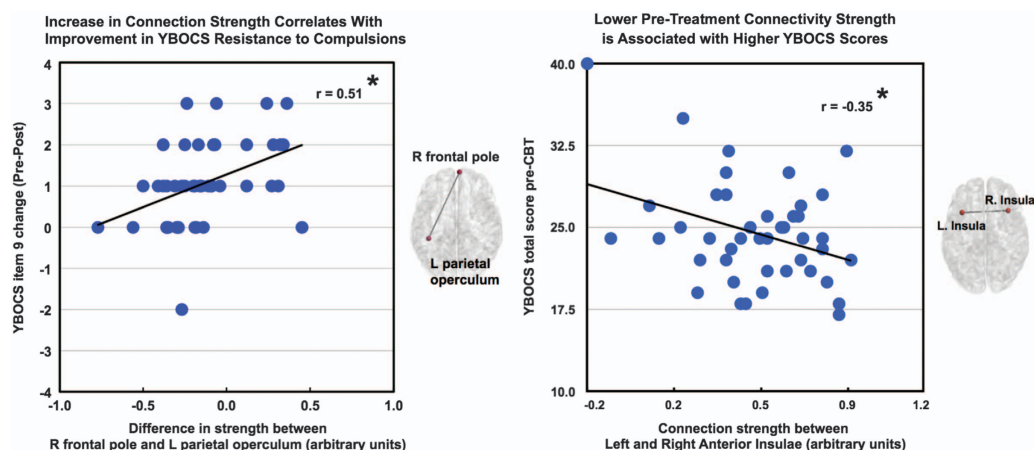 Increase in Connection Strength Correlates With
Improvement in YBOCS Resistance to Compulsions
YBOCS item 9 change (Pre-Post)
4
3
2
1
0
-1
-2
-3
-4
r = 0.51 *
-1.0
-0.5
0.0
0.5
1.0
Difference in strength between
R frontal pole and L parietal operculum (arbitrary units)
R frontal pole
L parietal
operculum
Lower Pre-Treatment Connectivity Strength
is Associated with Higher YBOCS Scores
YBOCS total score pre-CBT
40.0
32.5
25.0
17.5
10.0
r = -0.35 *
-0.2
0.2
0.5
0.9
1.2
Connection strength between
Left and Right Anterior Insulae (arbitrary units)
R. Insula
L. Insula